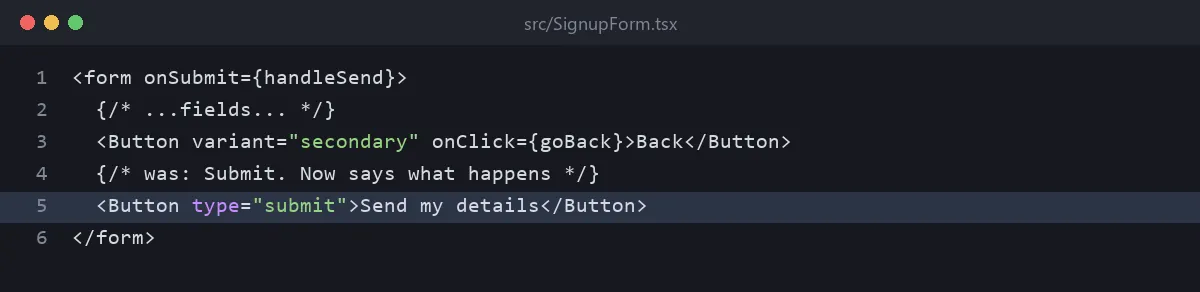 src/SignupForm.tsx
1 <form onSubmit={handleSend}>
2 {/* ...fields... */}
3 <Button variant="secondary" onClick={goBack}>Back</Button>
4 {/* was: Submit. Now says what happens */}
5 <Button type="submit">Send my details</Button>
6 </form>